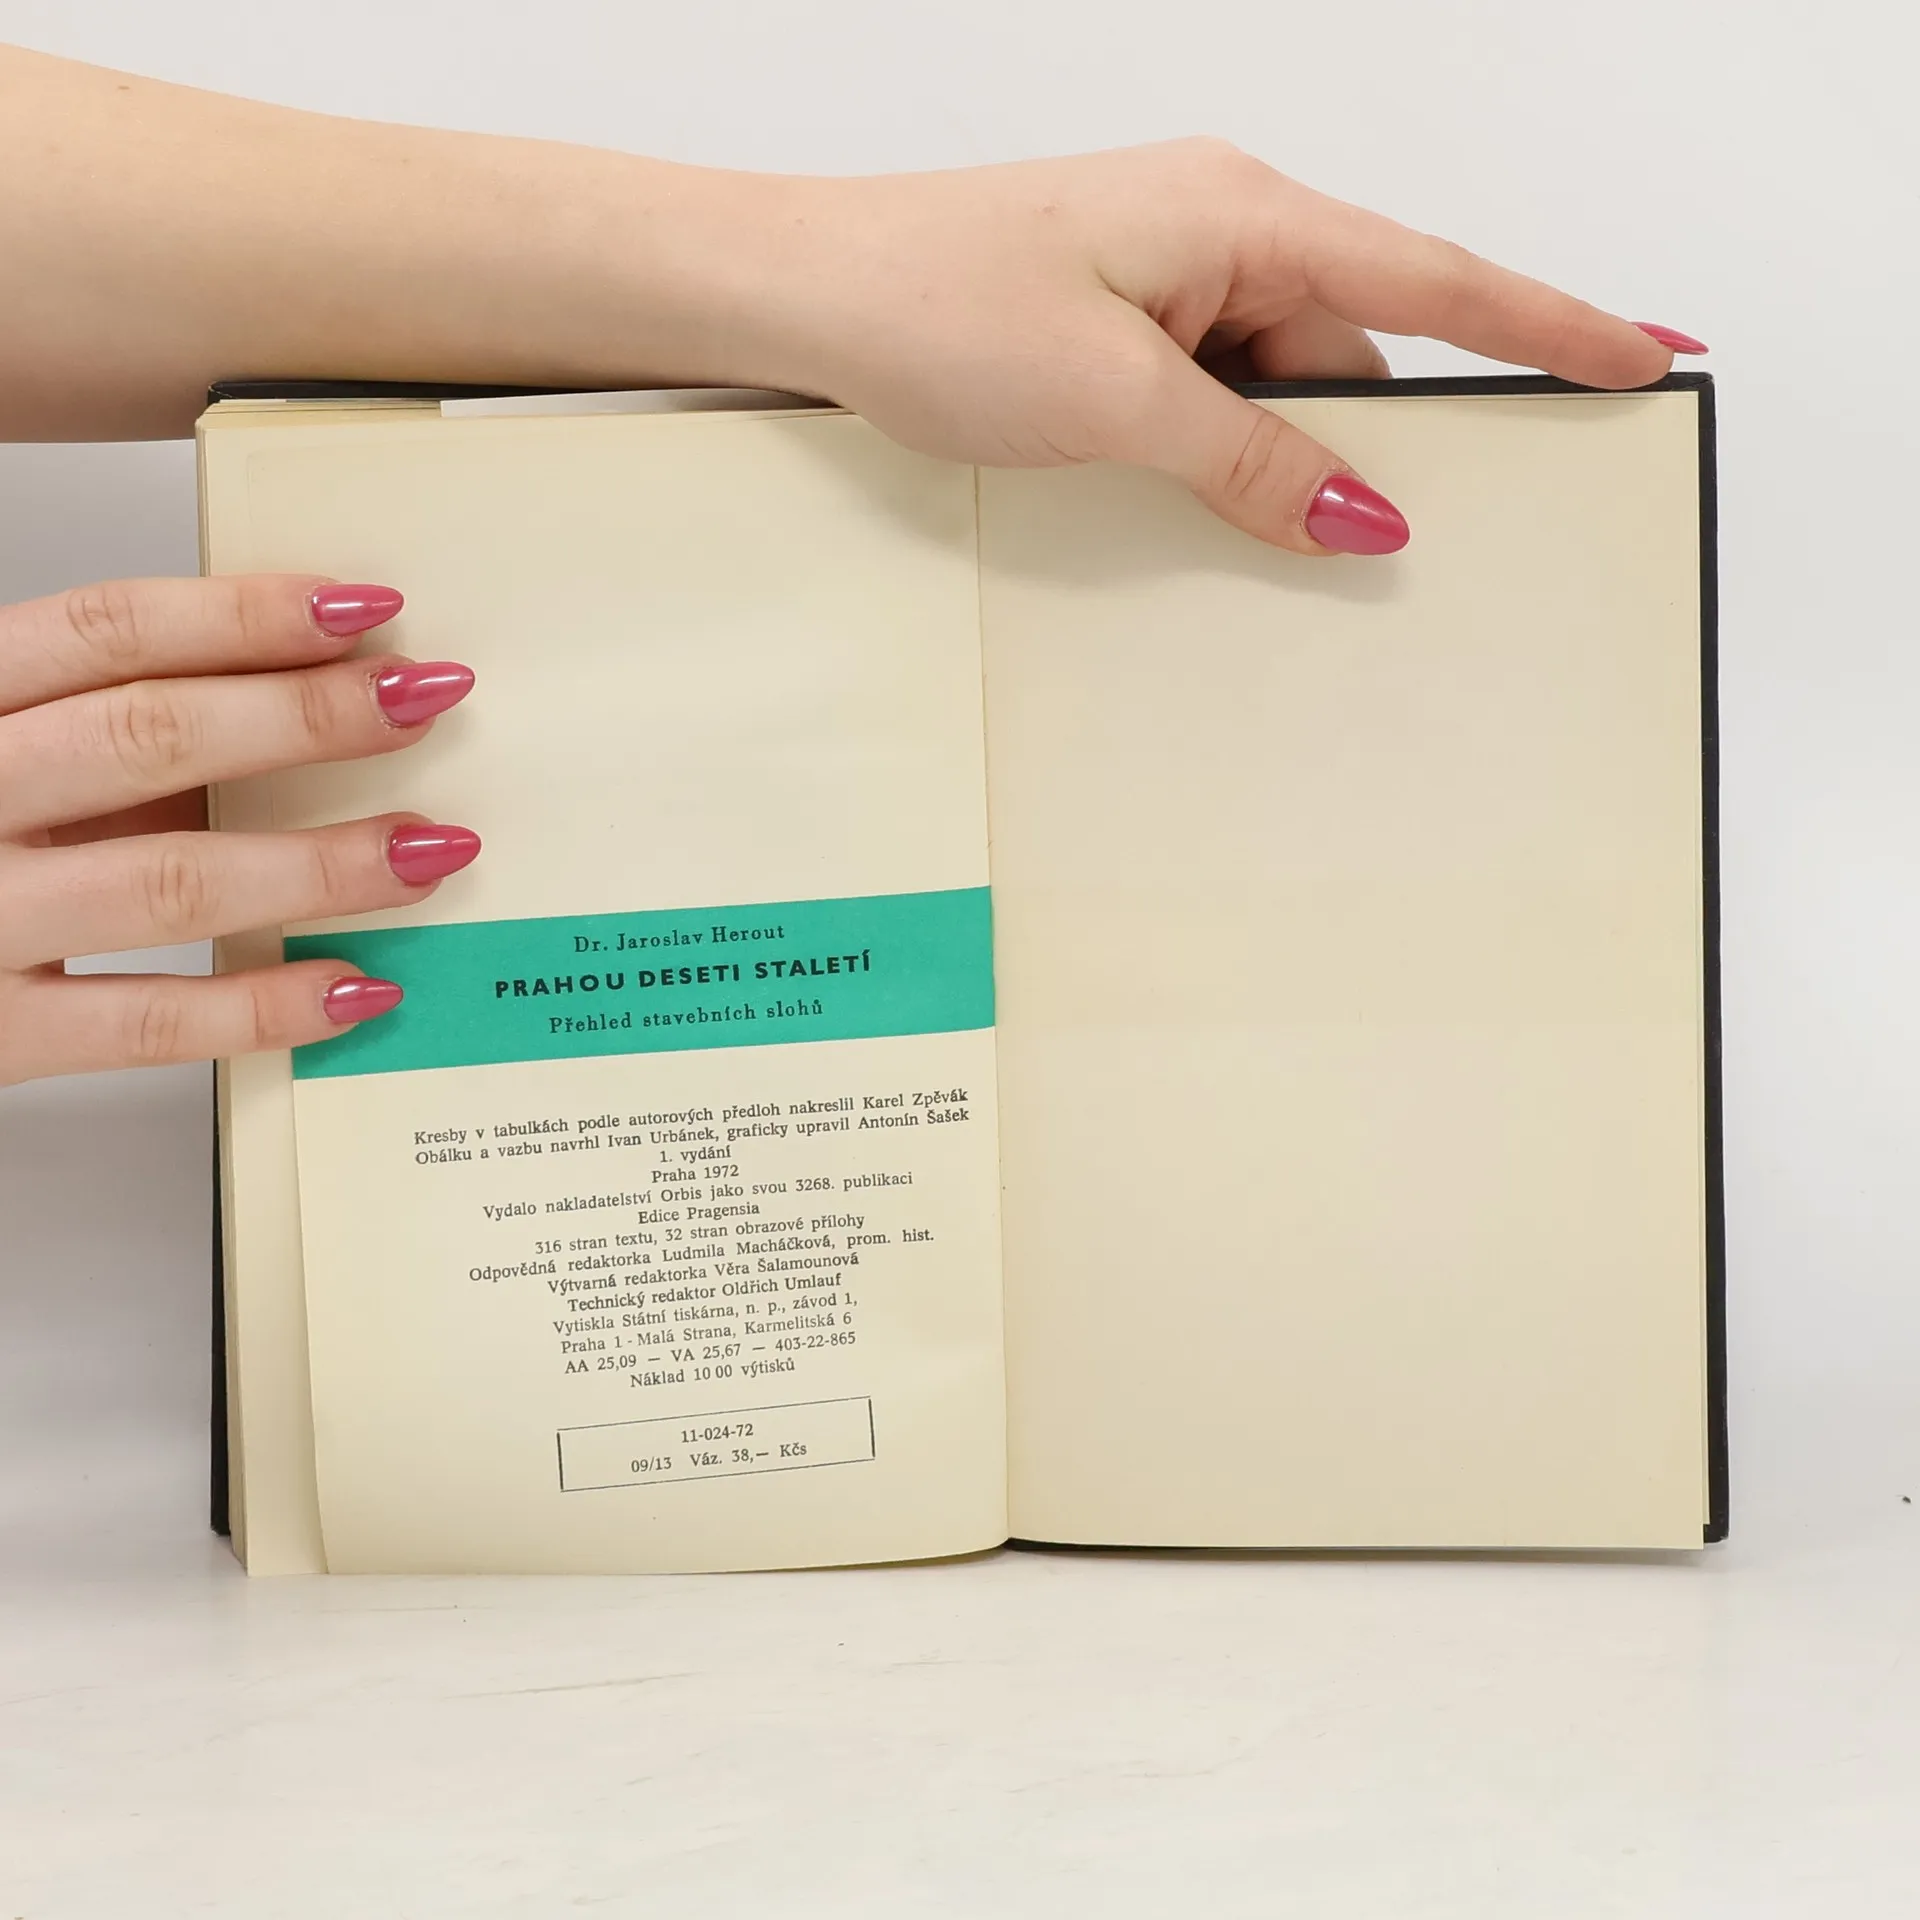 Dr. Jaroslav Herout
PRAHOU DESETI STALETÍ
Přehled stavebních slohů
Kresby v tabulkách podle autorových předloh nakreslil Karel Zpěvák
Obálku a vazbu navrhl Ivan Urbánek, graficky upravil Antonín Šašek
1. vydání
Praha 1972
Vydalo nakladatelství Orbis jako svou 3268. publikaci
Edice Pragensia
316 stran textu, 32 stran obrazové přílohy
Odpovědná redaktorka Ludmila Macháčková, prom. hist.
Výtvarná redaktorka Věra Šalamounová
Technický redaktor Oldřich Umlauf
Vytiskla Státní tiskárna, n. p., závod 1,
Praha 1 - Malá Strana, Karmelitská 6
AA 25,09 — VA 25,67 — 403-22-865
Náklad 10 00 výtisků
11-024-72
09/13 Váz. 38,— Kčs